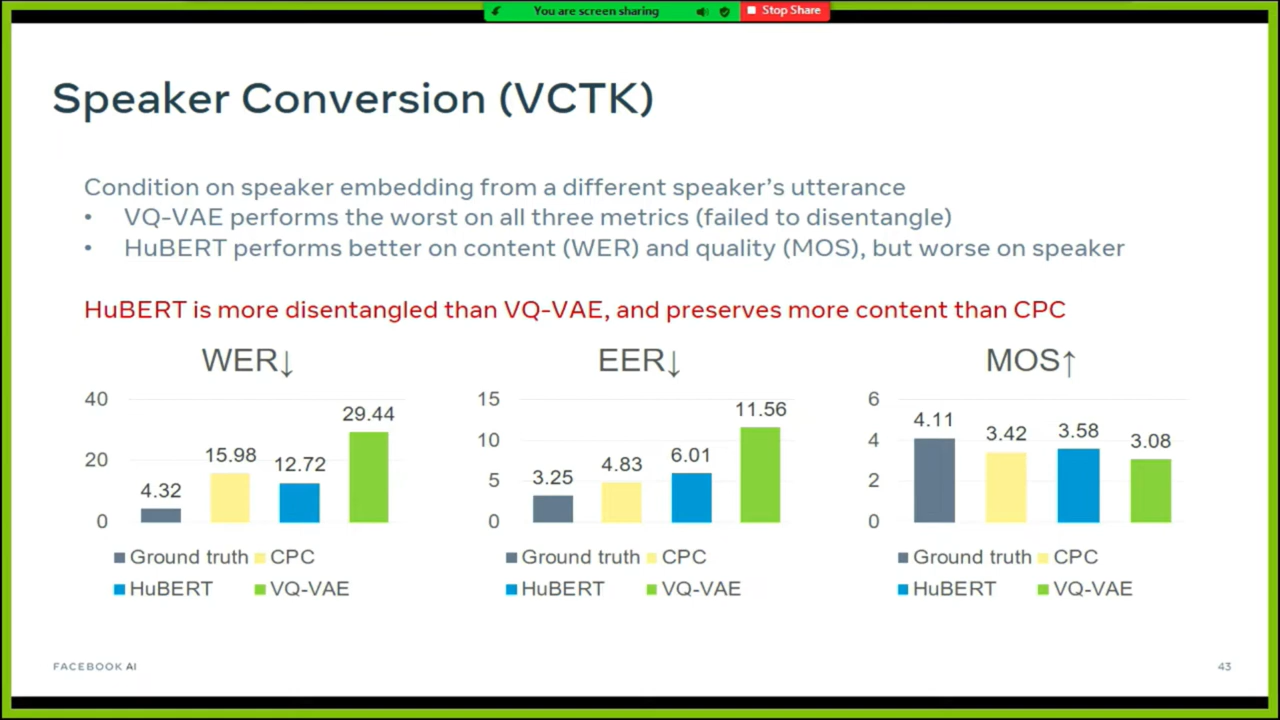 You are screen sharing
Stop Share
Speaker Conversion (VCTK)
Condition on speaker embedding from a different speaker's utterance
• VQ-VAE performs the worst on all three metrics (failed to disentangle)
• HuBERT performs better on content (WER) and quality (MOS), but worse on speaker
HuBERT is more disentangled than VQ-VAE, and preserves more content than CPC
WER↓
40
20
0
4.32
15.98
12.72
29.44
Ground truth
CPC
HuBERT
VQ-VAE
EER↓
15
10
5
0
3.25
4.83
6.01
11.56
Ground truth
CPC
HuBERT
VQ-VAE
MOS↑
6
4
2
0
4.11
3.42
3.58
3.08
Ground truth
CPC
HuBERT
VQ-VAE
FACEBOOK AI
43